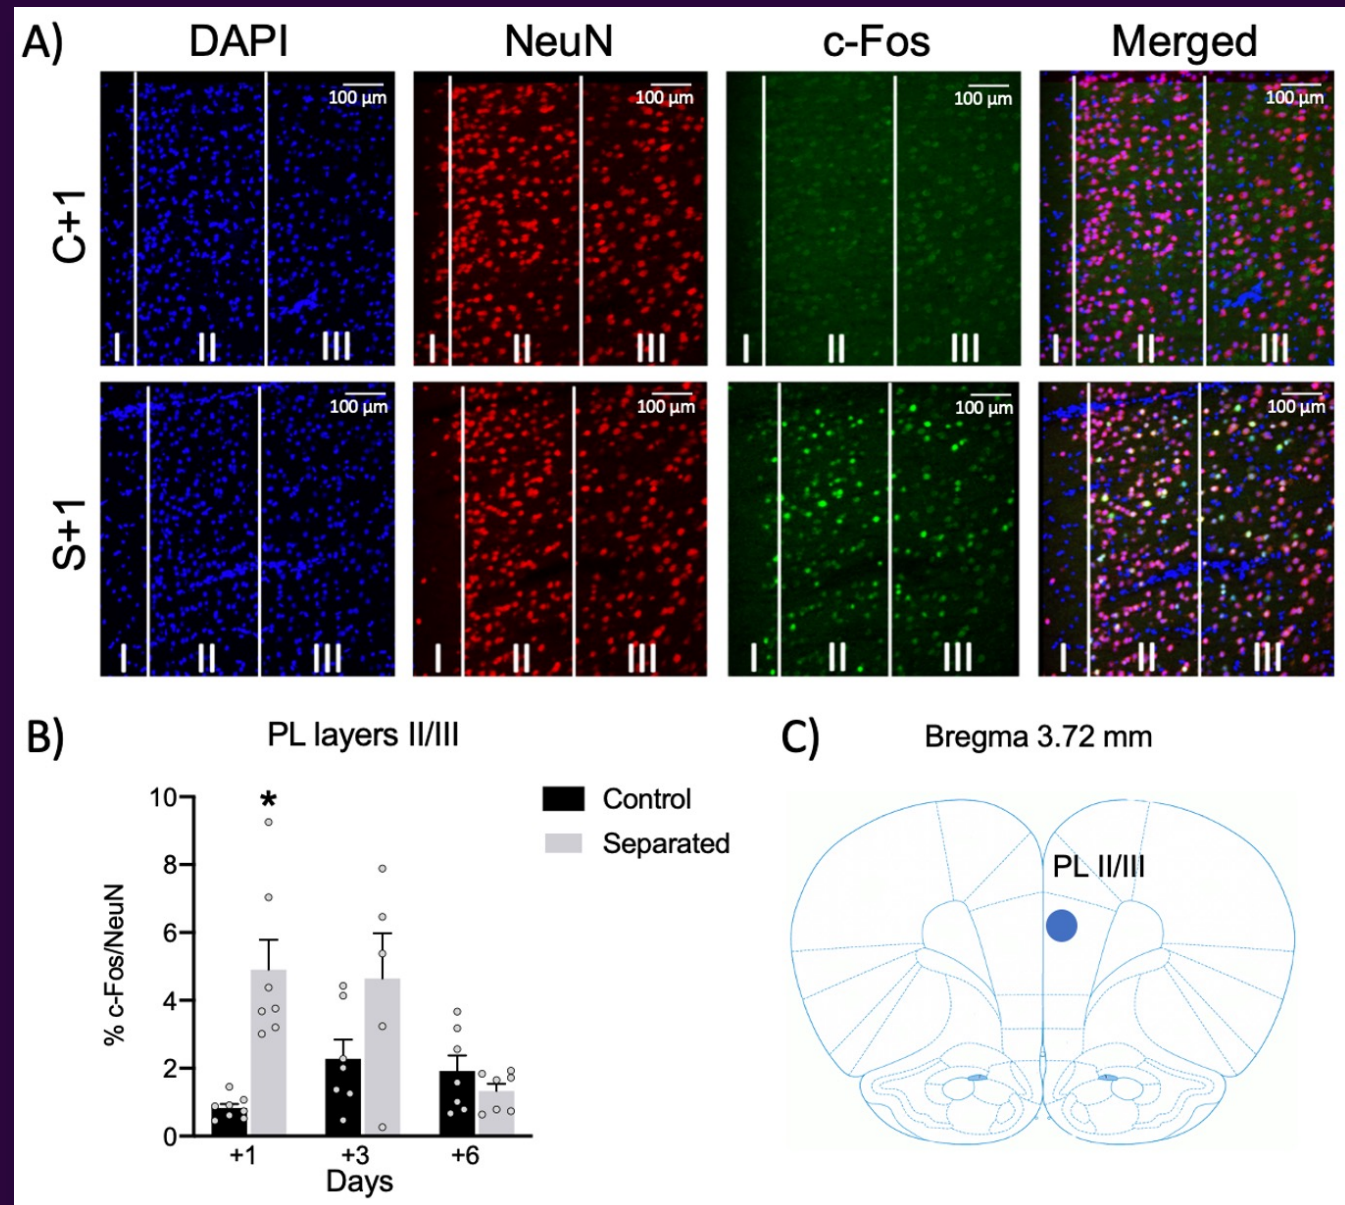 A)
DAPI NeuN c-Fos Merged
C+1
100 µm 100 µm 100 µm 100 µm
I II III I II III I II III I II III
S+1
100 µm 100 µm 100 µm 100 µm
I II III I II III I II III I II III
B)
PL layers II/III
% c-Fos/NeuN
10
8
6
4
2
0
*
+1 +3 +6
Days
Control
Separated
C)
Bregma 3.72 mm
PL II/III